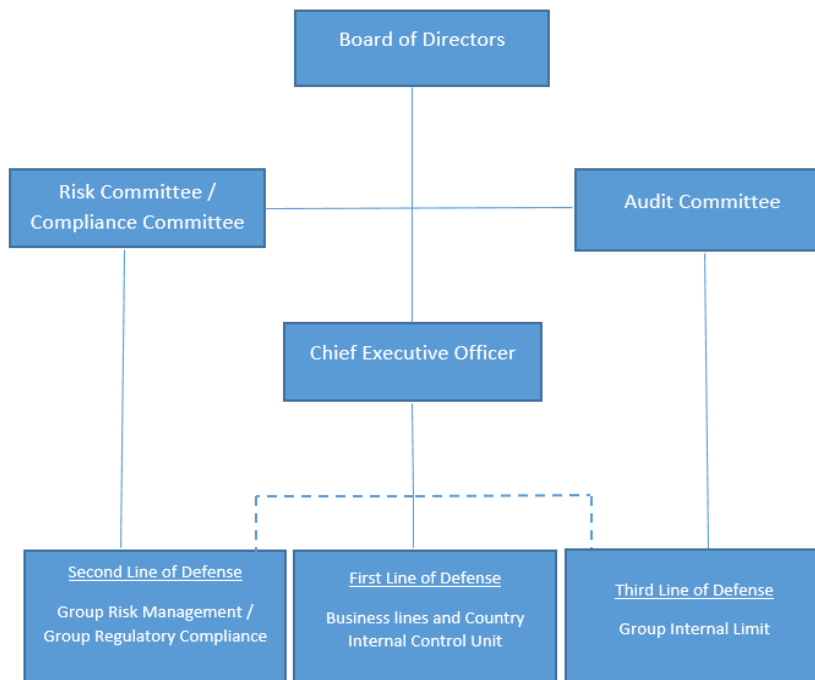 Board of Directors
Risk Committee /
Compliance Committee
Audit Committee
Chief Executive Officer
Second Line of Defense
Group Risk Management /
Group Regulatory Compliance
First Line of Defense
Business lines and Country
Internal Control Unit
Third Line of Defense
Group Internal Limit